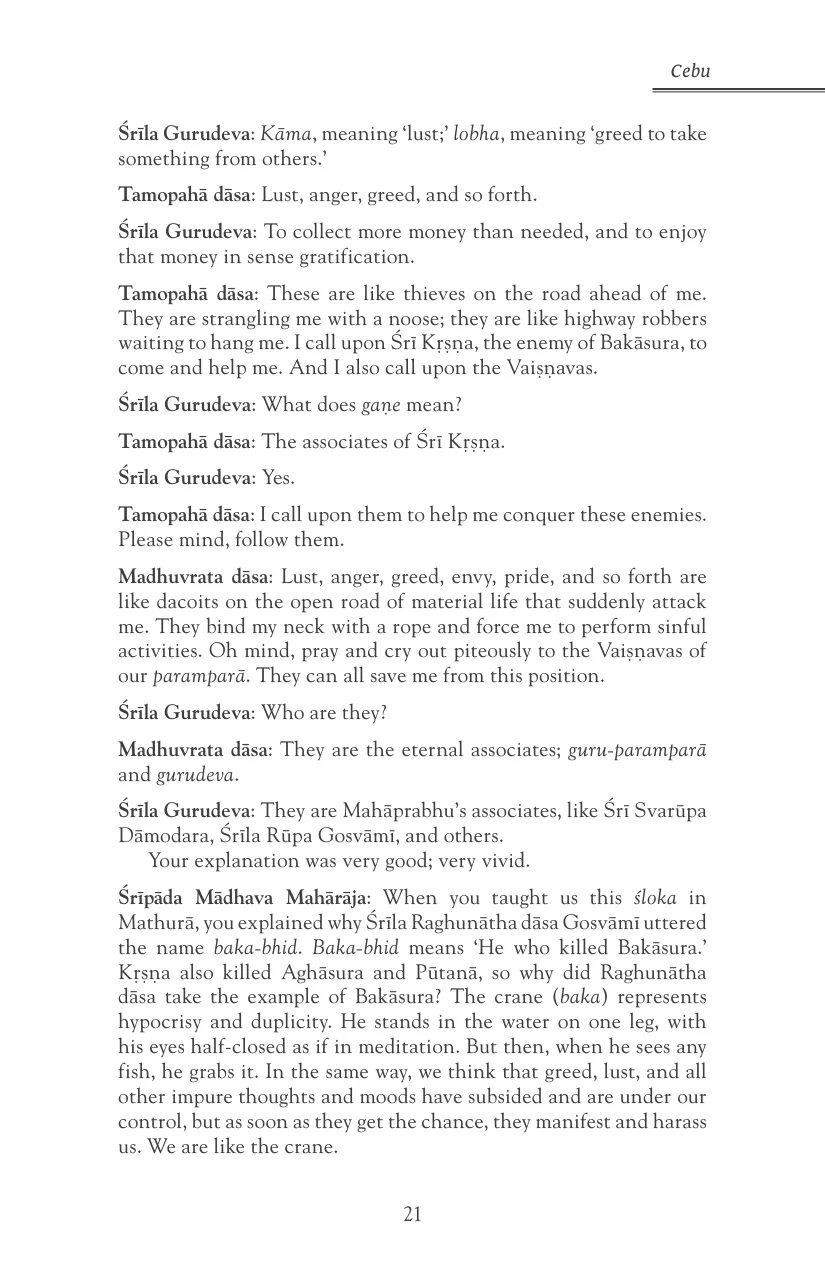 Cebu
Śrīla Gurudeva: Kāma, meaning ‘lust;’ lobha, meaning ‘greed to take
something from others.’
Tamopahā dāsa: Lust, anger, greed, and so forth.
Śrīla Gurudeva: To collect more money than needed, and to enjoy
that money in sense gratification.
Tamopahā dāsa: These are like thieves on the road ahead of me.
They are strangling me with a noose; they are like highway robbers
waiting to hang me. I call upon Śrī Kṛṣṇa, the enemy of Bakāsura, to
come and help me. And I also call upon the Vaiṣṇavas.
Śrīla Gurudeva: What does gaṇe mean?
Tamopahā dāsa: The associates of Śrī Kṛṣṇa.
Śrīla Gurudeva: Yes.
Tamopahā dāsa: I call upon them to help me conquer these enemies.
Please mind, follow them.
Madhuvrata dāsa: Lust, anger, greed, envy, pride, and so forth are
like dacoits on the open road of material life that suddenly attack
me. They bind my neck with a rope and force me to perform sinful
activities. Oh mind, pray and cry out piteously to the Vaiṣṇavas of
our paramparā. They can all save me from this position.
Śrīla Gurudeva: Who are they?
Madhuvrata dāsa: They are the eternal associates; guru-paramparā
and gurudeva.
Śrīla Gurudeva: They are Mahāprabhu’s associates, like Śrī Svarūpa
Dāmodara, Śrīla Rūpa Gosvāmī, and others.
Your explanation was very good; very vivid.
Śrīpāda Mādhava Mahārāja: When you taught us this śloka in
Mathurā, you explained why Śrīla Raghunātha dāsa Gosvāmī uttered
the name baka-bhid. Baka-bhid means ‘He who killed Bakāsura.’
Kṛṣṇa also killed Aghāsura and Pūtanā, so why did Raghunātha
dāsa take the example of Bakāsura? The crane (baka) represents
hypocrisy and duplicity. He stands in the water on one leg, with
his eyes half-closed as if in meditation. But then, when he sees any
fish, he grabs it. In the same way, we think that greed, lust, and all
other impure thoughts and moods have subsided and are under our
control, but as soon as they get the chance, they manifest and harass
us. We are like the crane.
21